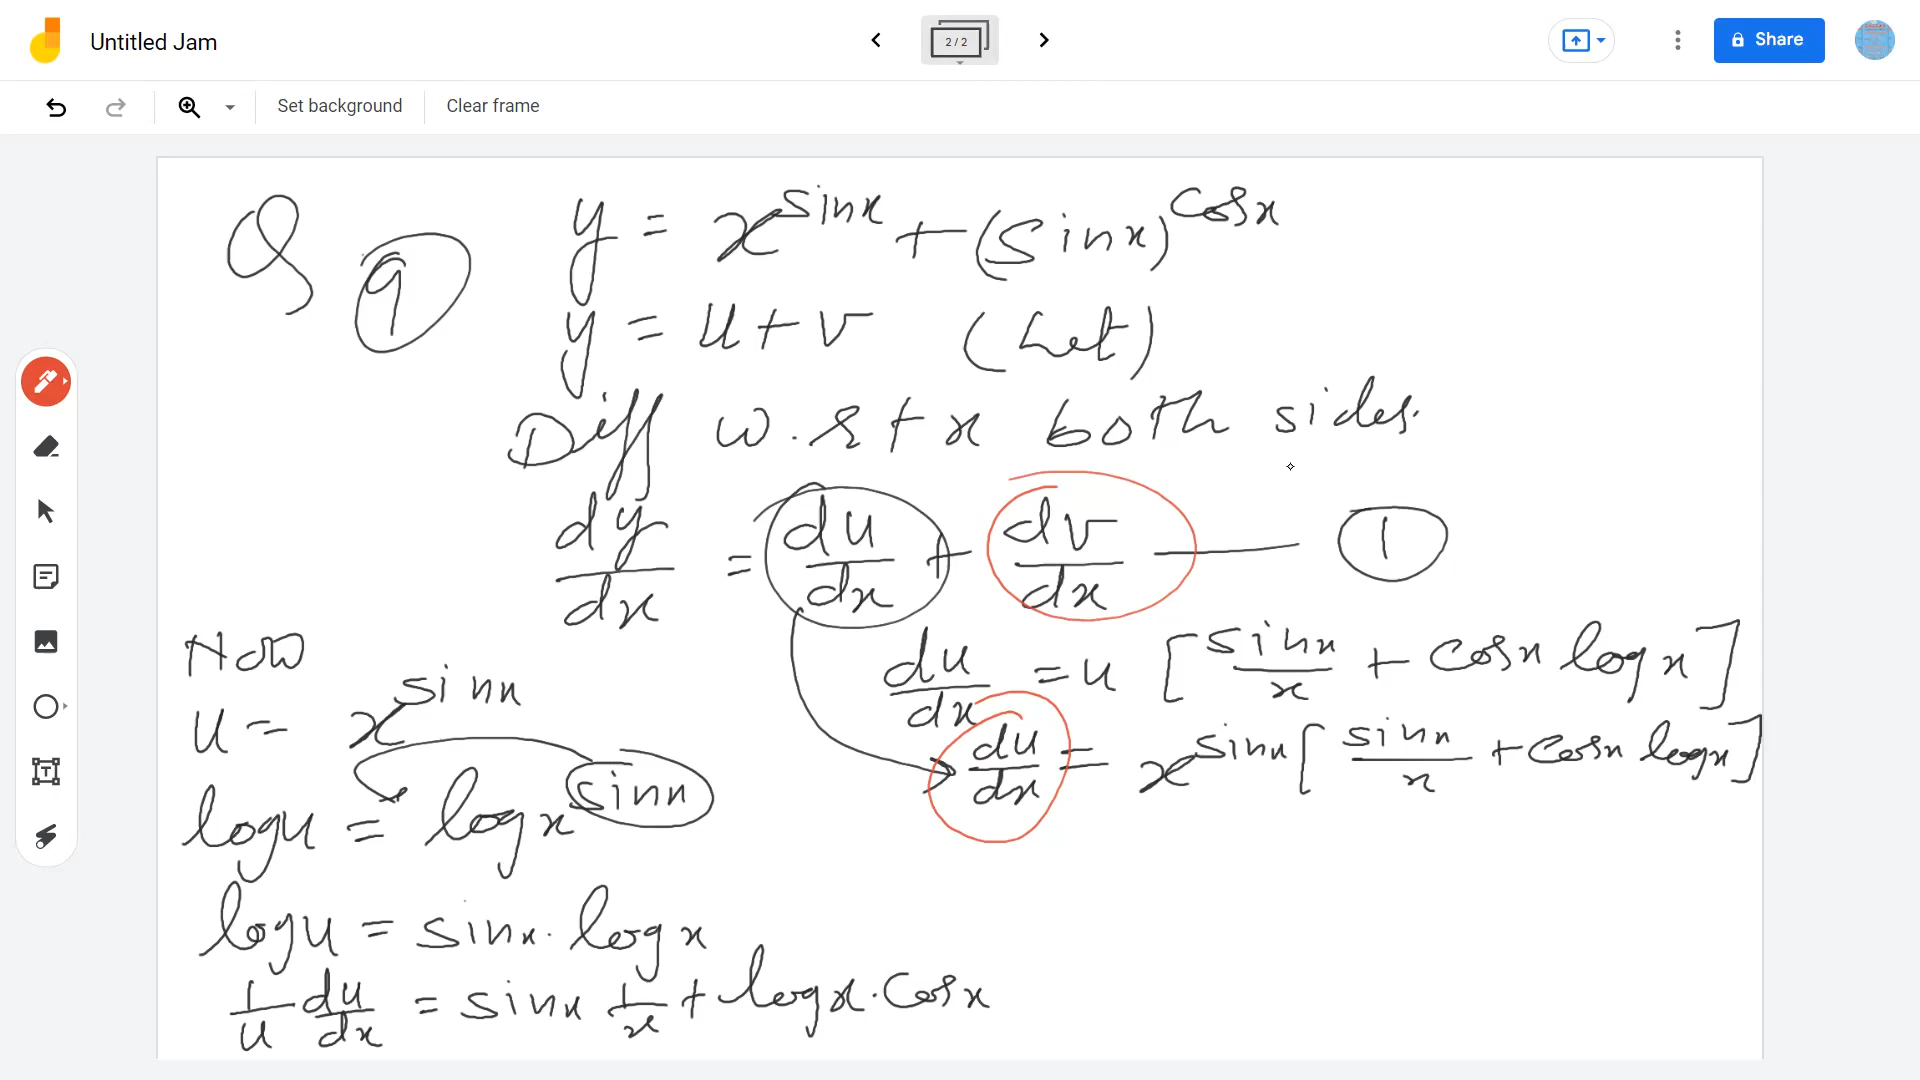 Untitled Jam
2 / 2
Share
Set background
Clear frame
Q 9 y = x^sinx + (sinx)^cosx
y = u + v (Let)
Diff w.r.t x both sides.
dy/dx = du/dx + dv/dx — 1
Now
u = x^sinx
log u = log x^sinx
log u = sinx . log x
1/u du/dx = sinx 1/x + log x . cosx
du/dx = u [ sinx/x + cosx log x ]
du/dx = x^sinx [ sinx/x + cosx logx ]